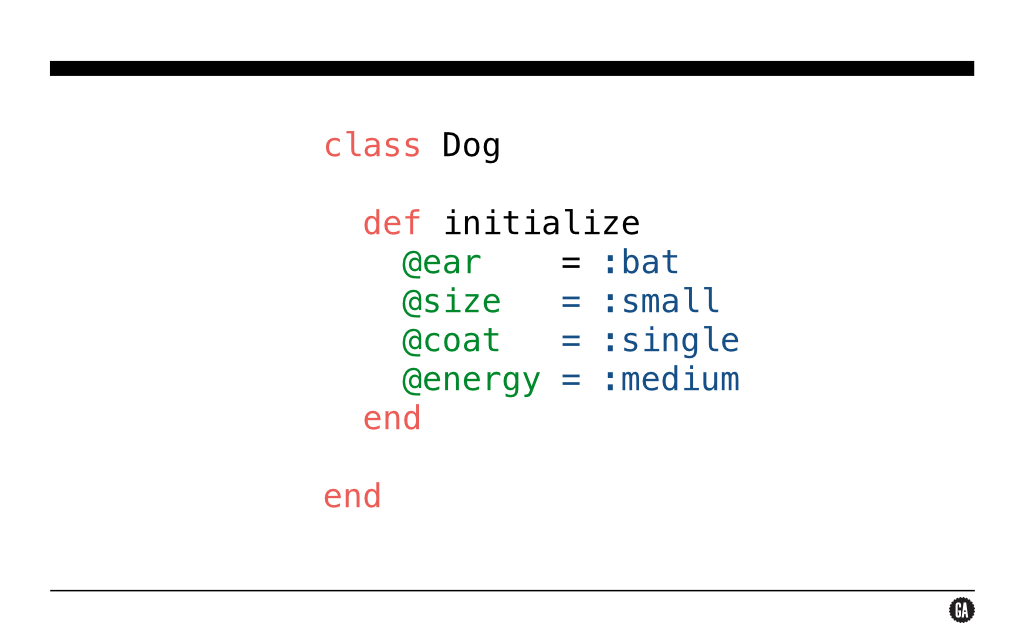 class Dog
  def initialize
    @ear    = :bat
    @size   = :small
    @coat   = :single
    @energy = :medium
  end
end
GA